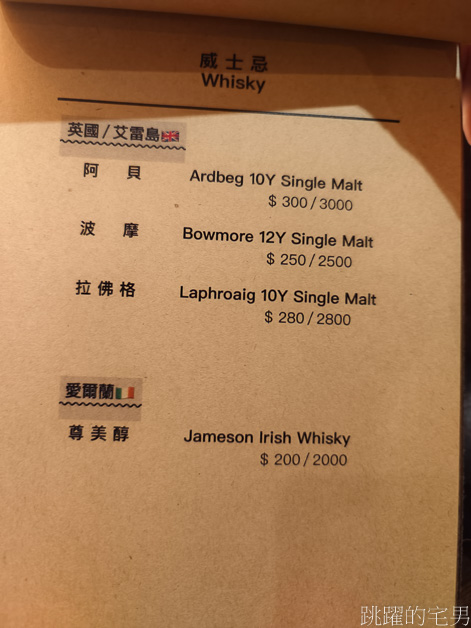 威士忌
Whisky
英國/艾雷島
阿貝 Ardbeg 10Y Single Malt
$ 300/3000
波摩 Bowmore 12Y Single Malt
$ 250/2500
拉佛格 Laphroaig 10Y Single Malt
$ 280/2800
愛爾蘭
尊美醇 Jameson Irish Whisky
$ 200/2000
跳躍的宅男